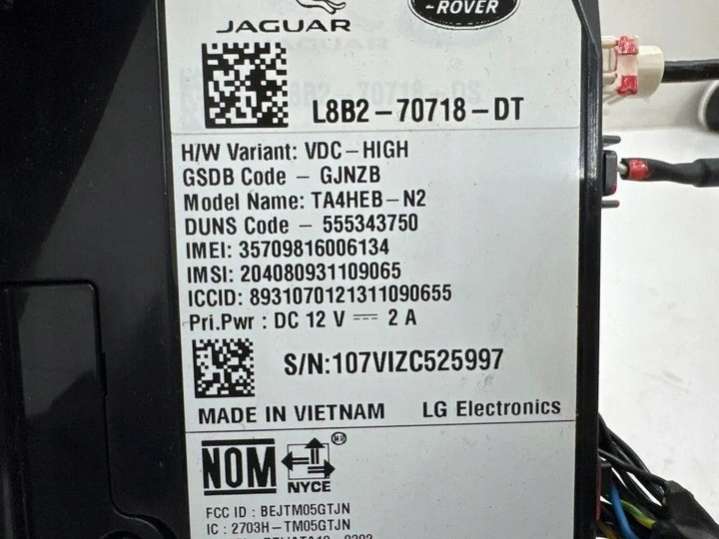 JAGUAR
-ROVER
L8B2-70718-DT
H/W Variant: VDC-HIGH
GSDB Code - GJNZB
Model Name: TA4HEB-N2
DUNS Code - 555343750
IMEI: 35709816006134
IMSI: 204080931109065
ICCID: 8931070121311090655
Pri.Pwr : DC 12 V 2 A
S/N:107VIZC525997
MADE IN VIETNAM LG Electronics
NOM
NYCE
FCC ID : BEJTM05GTJN
IC : 2703H-TM05GTJN